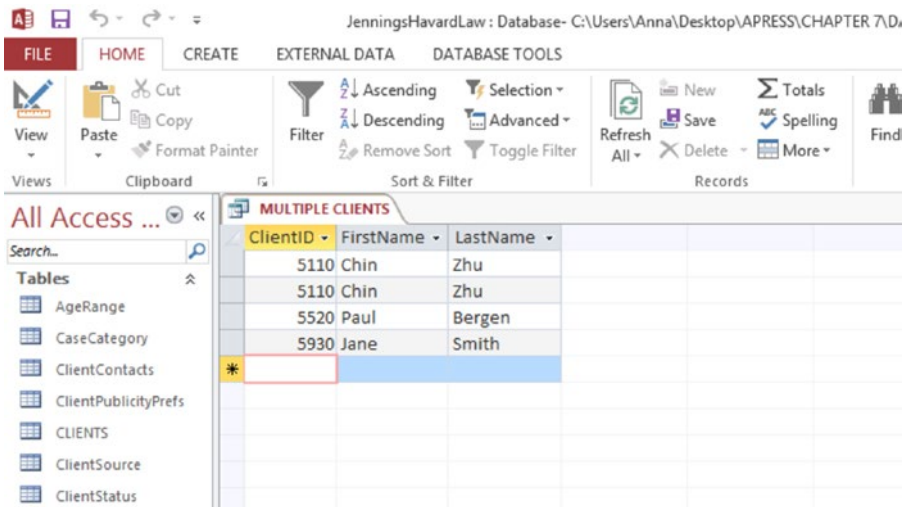 JenningsHavardLaw : Database- C:\Users\Anna\Desktop\APRESS\CHAPTER 7\D
FILE HOME CREATE EXTERNAL DATA DATABASE TOOLS
View
Paste
Cut
Copy
Format Painter
Filter
Ascending
Descending
Remove Sort
Selection
Advanced
Toggle Filter
Refresh
All
New
Save
Delete
Totals
Spelling
More
Find
Views Clipboard Sort & Filter Records
All Access ...
Search...
Tables
AgeRange
CaseCategory
ClientContacts
ClientPublicityPrefs
CLIENTS
ClientSource
ClientStatus
MULTIPLE CLIENTS
ClientID FirstName LastName
5110 Chin Zhu
5110 Chin Zhu
5520 Paul Bergen
5930 Jane Smith